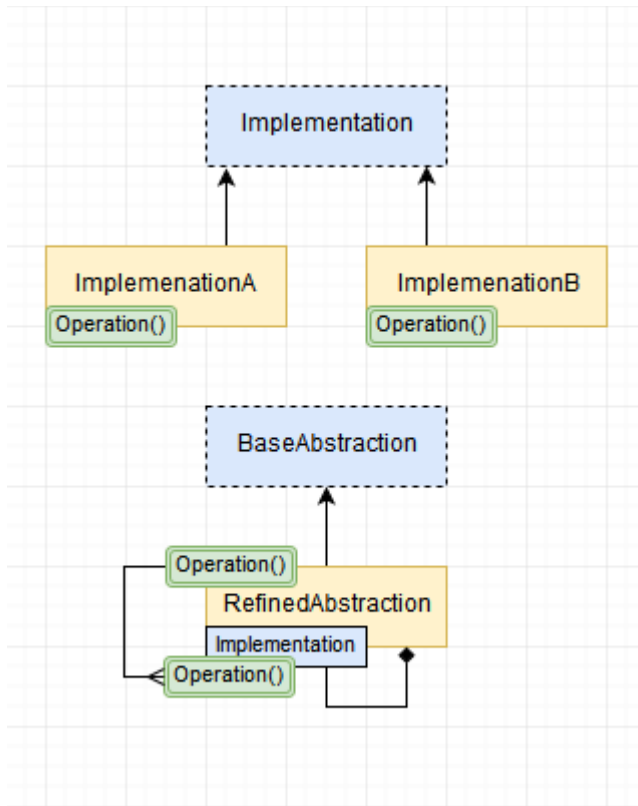 Implementation
ImplemenationA
ImplemenationB
Operation()
Operation()
BaseAbstraction
Operation()
RefinedAbstraction
Implementation
Operation()